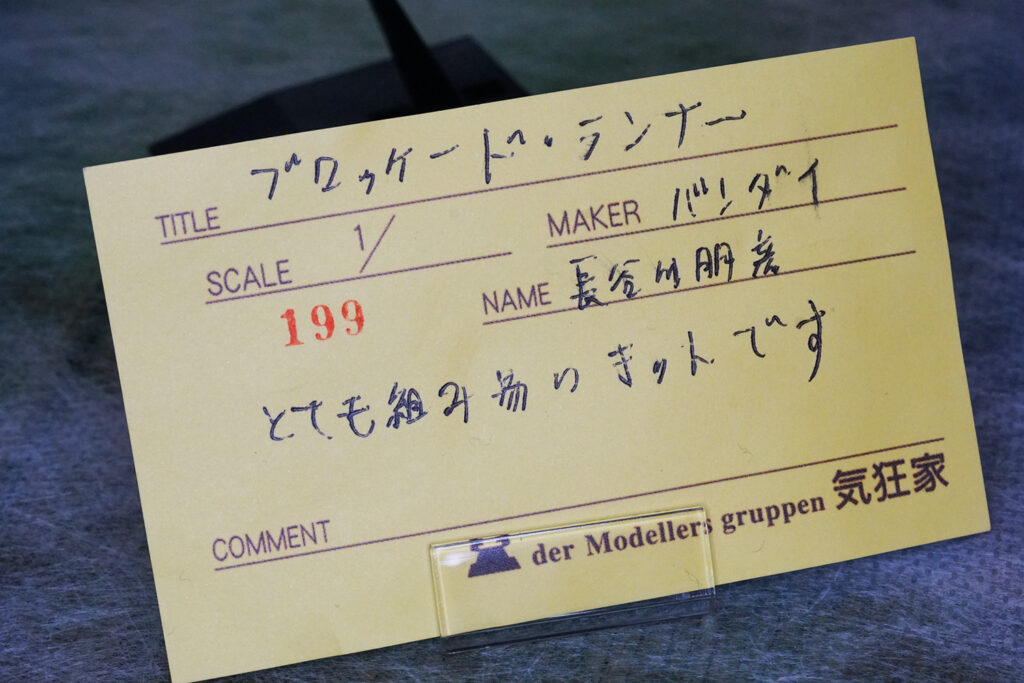 TITLE ブロッケード・ランナー
SCALE 1/
MAKER バンダイ
199
NAME 長谷川朋彦
とても組み易いキットです
COMMENT
der Modellers gruppen 気狂家